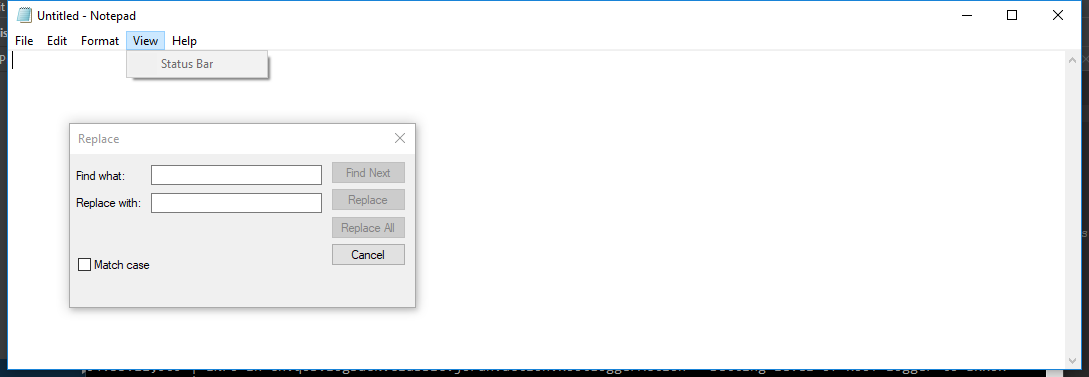 Untitled - Notepad
File Edit Format View Help
Status Bar
Replace
Find what:
Find Next
Replace with:
Replace
Replace All
Match case
Cancel